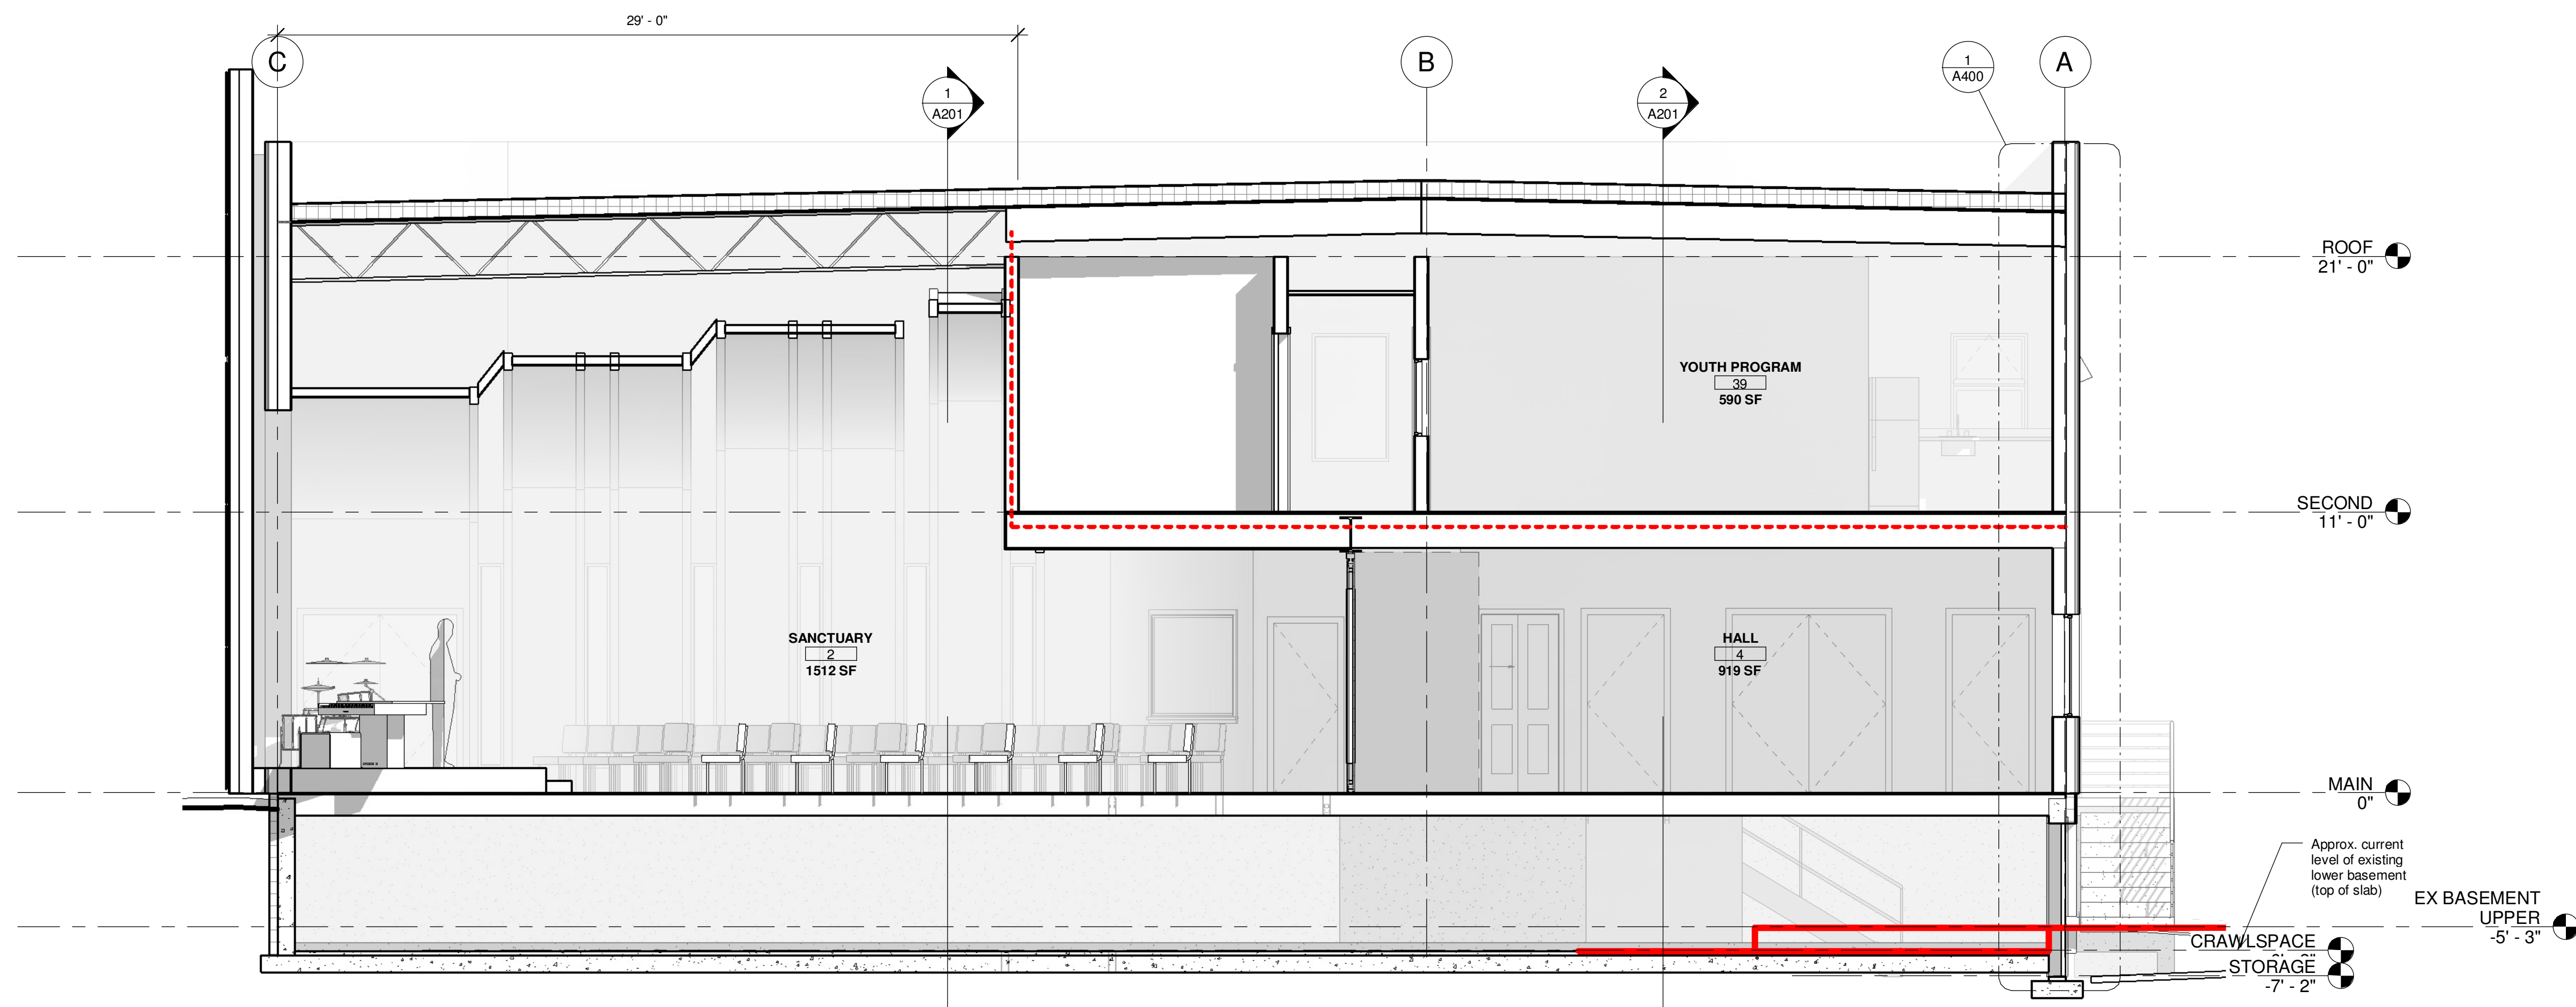 29' - 0"
C
B
A
1
A201
2
A201
1
A400
ROOF
21' - 0"
YOUTH PROGRAM
39
590 SF
SECOND
11' - 0"
SANCTUARY
2
1512 SF
HALL
4
919 SF
MAIN
0"
Approx. current
level of existing
lower basement
(top of slab)
EX BASEMENT
UPPER
-5' - 3"
CRAWLSPACE
STORAGE
-7' - 2"